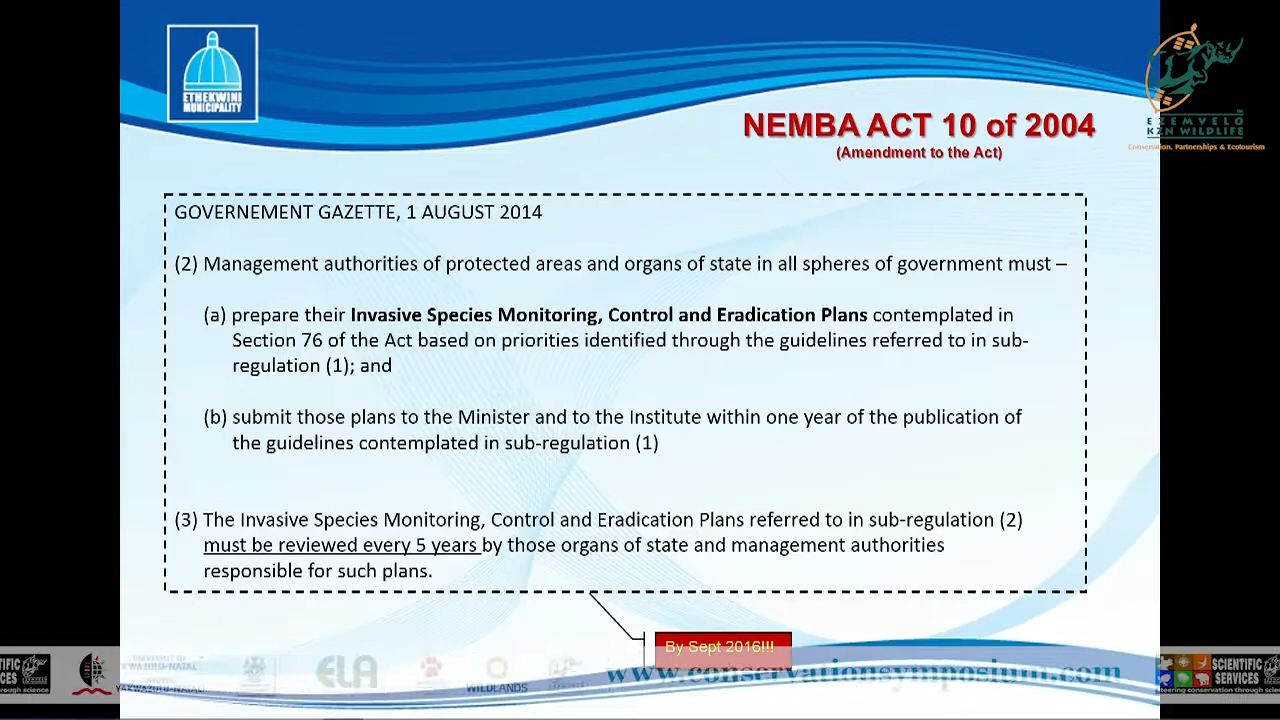 ETHEKWINI
MUNICIPALITY
EZEMVELO
KZN WILDLIFE
Conservation, Partnerships & Ecotourism
NEMBA ACT 10 of 2004
(Amendment to the Act)
GOVERNEMENT GAZETTE, 1 AUGUST 2014
(2) Management authorities of protected areas and organs of state in all spheres of government must –
(a) prepare their Invasive Species Monitoring, Control and Eradication Plans contemplated in
Section 76 of the Act based on priorities identified through the guidelines referred to in sub-
regulation (1); and
(b) submit those plans to the Minister and to the Institute within one year of the publication of
the guidelines contemplated in sub-regulation (1)
(3) The Invasive Species Monitoring, Control and Eradication Plans referred to in sub-regulation (2)
must be reviewed every 5 years by those organs of state and management authorities
responsible for such plans.
By Sept 2016!!!
www.conservationsymposium.com
ELA
WILDLANDS
UNIVERSITY OF
KWAZULU-NATAL
YAKWAZULU-NATALI
SCIENTIFIC
SERVICES